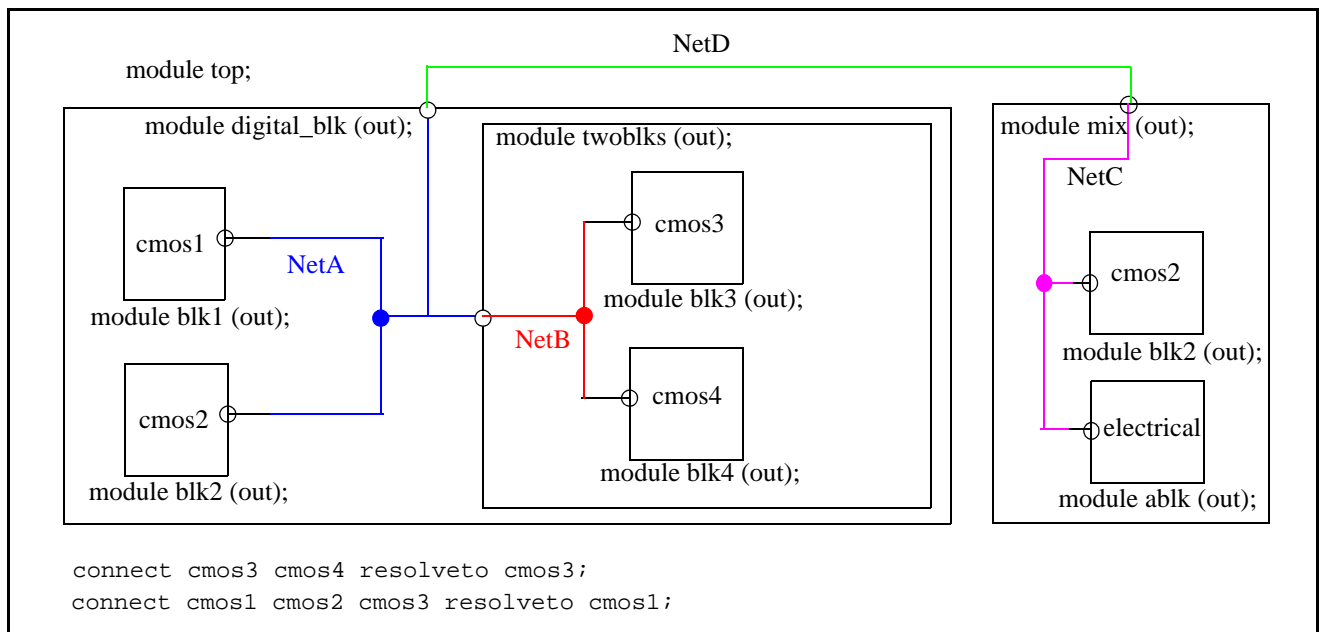 NetD
module top;
module digital_blk (out);
module twoblks (out);
module mix (out);
NetC
cmos1
NetA
cmos3
cmos2
module blk1 (out);
module blk3 (out);
NetB
module blk2 (out);
cmos2
cmos4
electrical
module blk2 (out);
module blk4 (out);
module ablk (out);
connect cmos3 cmos4 resolveto cmos3;
connect cmos1 cmos2 cmos3 resolveto cmos1;